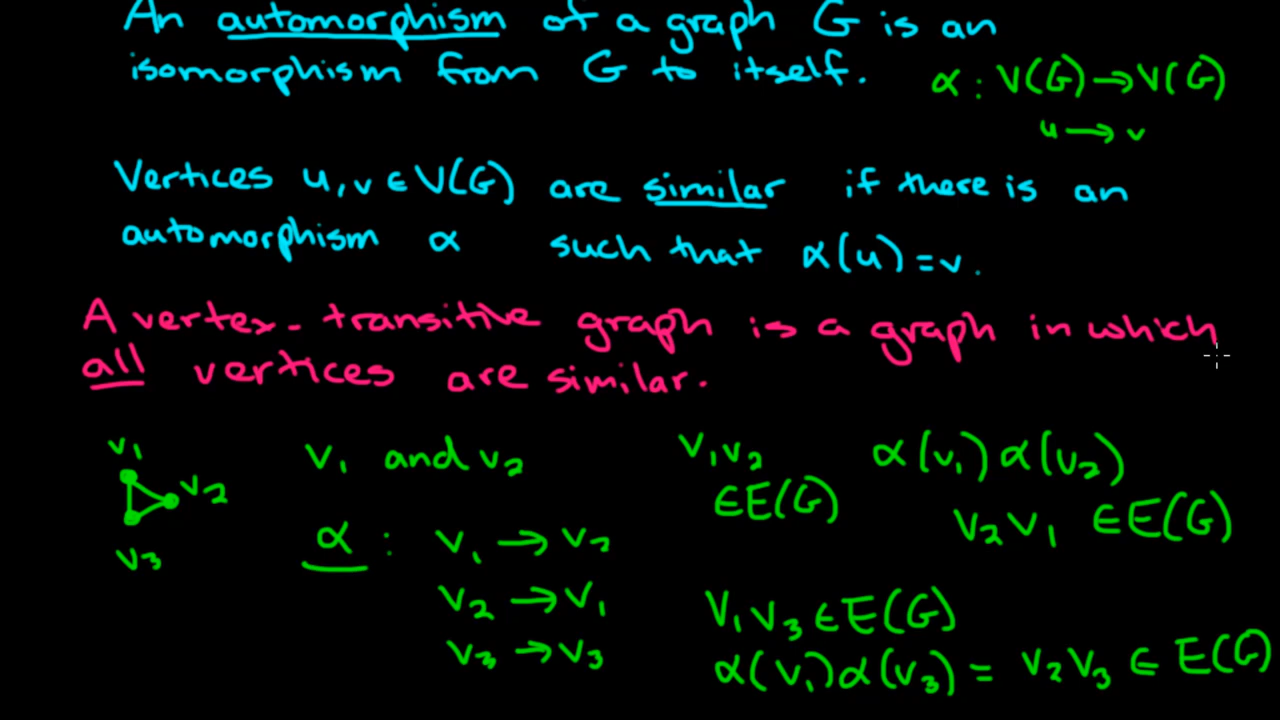 An automorphism of a graph G is an
isomorphism from G to itself.
α : V(G) → V(G)
u → v
Vertices u, v ∈ V(G) are similar if there is an
automorphism α such that α(u) = v.
A vertex-transitive graph is a graph in which
all vertices are similar.
v₁
v₂
v₃
v₁ and v₂
α : v₁ → v₂
v₂ → v₁
v₃ → v₃
v₁v₂
∈E(G)
α(v₁) α(v₂)
v₂v₁ ∈E(G)
v₁v₃ ∈ E(G)
α(v₁)α(v₃) = v₂v₃ ∈ E(G)